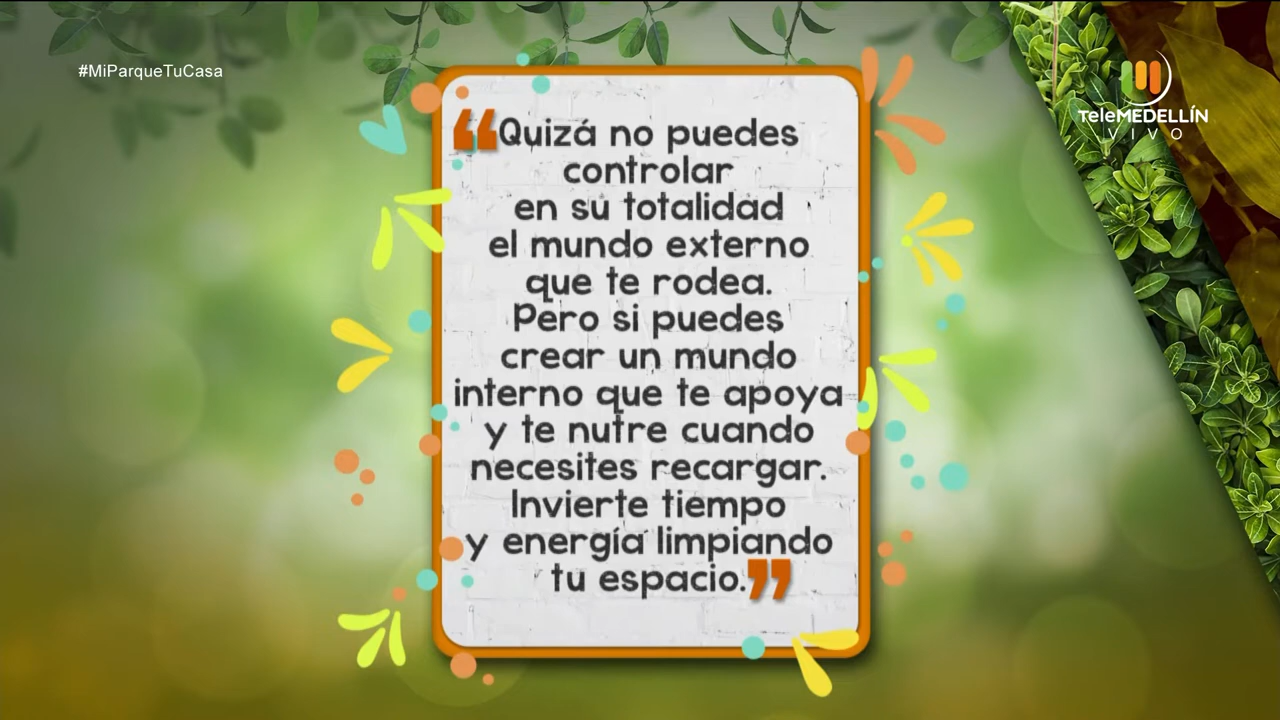 #MiParqueTuCasa
TeleMEDELLÍN
VIVO
“Quizá no puedes
controlar
en su totalidad
el mundo externo
que te rodea.
Pero si puedes
crear un mundo
interno que te apoya
y te nutre cuando
necesites recargar.
Invierte tiempo
y energía limpiando
tu espacio.”